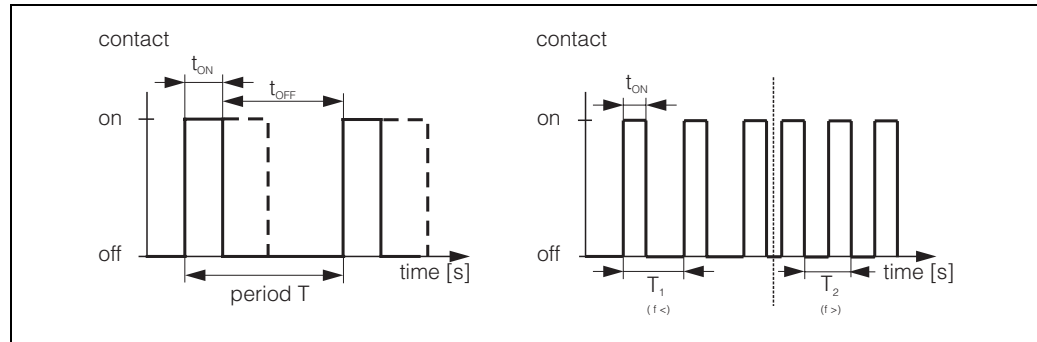 contact
t_ON
t_OFF
on
off
time [s]
period T
contact
t_ON
on
off
time [s]
T_1
(f <)
T_2
(f >)